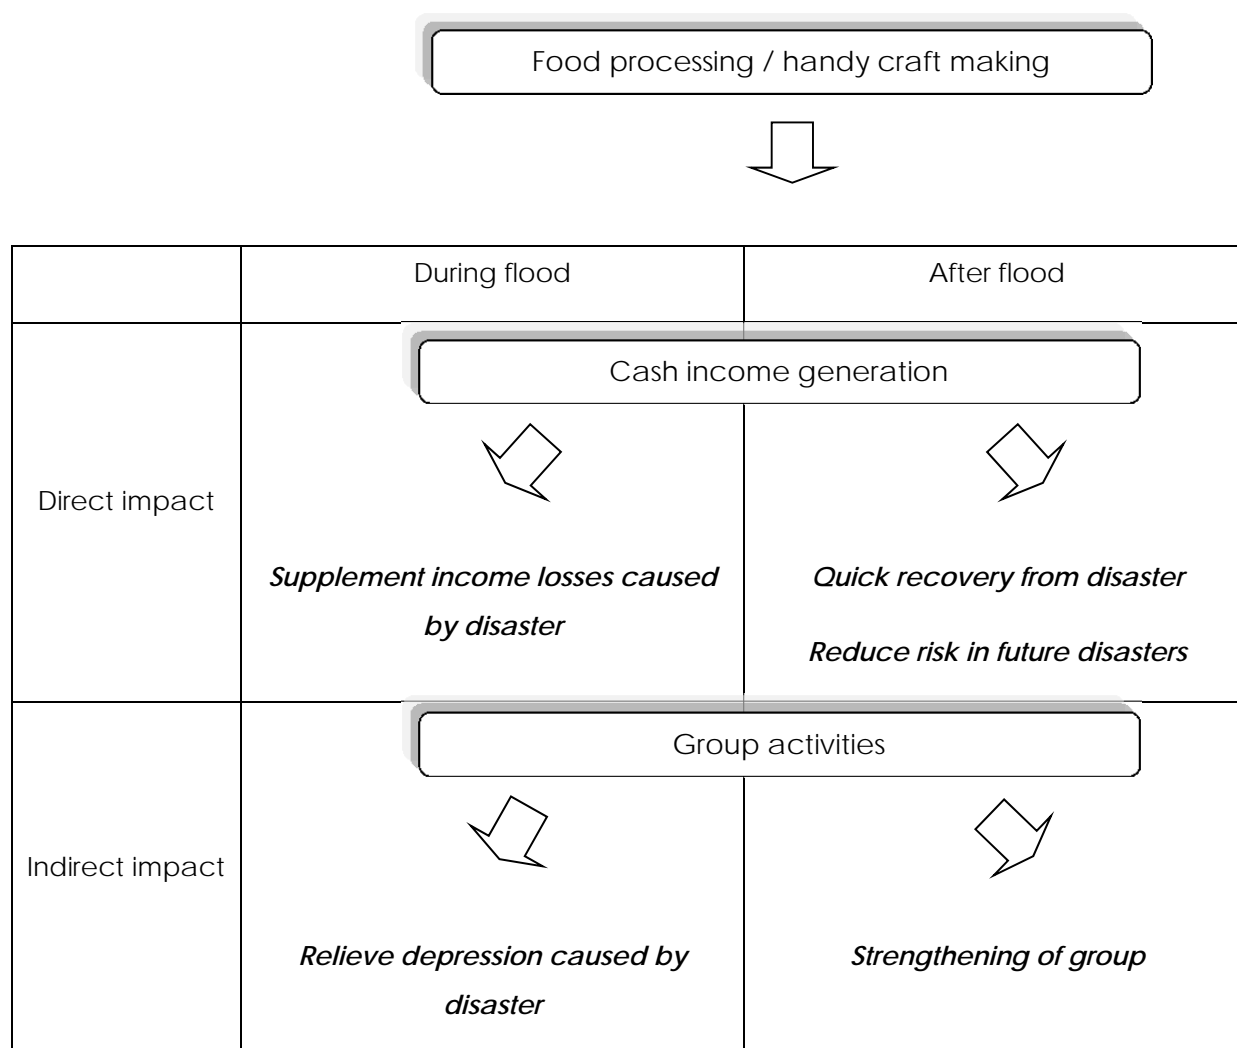 Food processing / handy craft making
During flood
After flood
Cash income generation
Direct impact
Supplement income losses caused
by disaster
Quick recovery from disaster
Reduce risk in future disasters
Group activities
Indirect impact
Relieve depression caused by
disaster
Strengthening of group